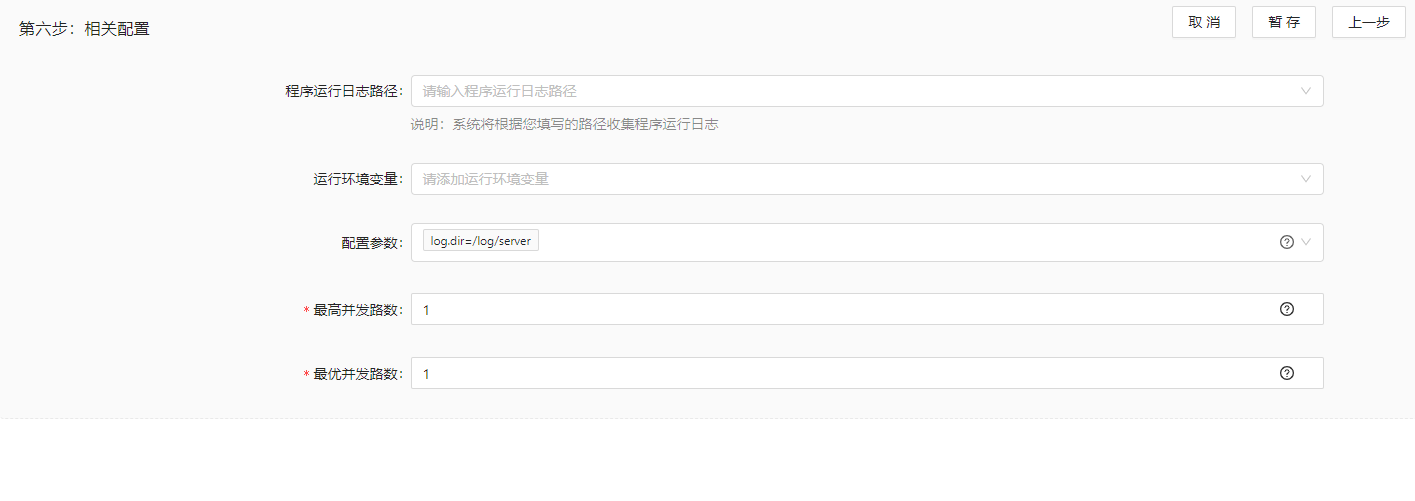 第六步：相关配置
取 消
暂 存
上一步
程序运行日志路径：
请输入程序运行日志路径
说明：系统将根据您填写的路径收集程序运行日志
运行环境变量：
请添加运行环境变量
配置参数：
log.dir=/log/server
* 最高并发路数：
1
* 最优并发路数：
1